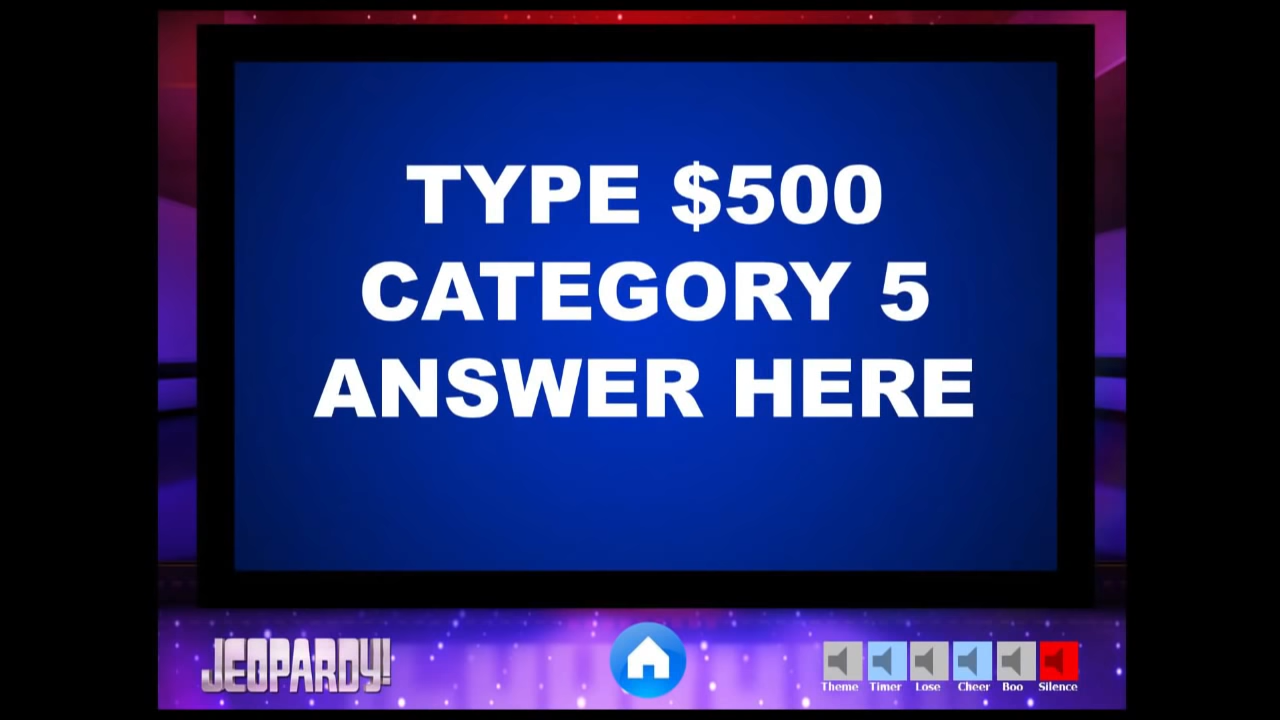 TYPE $500
CATEGORY 5
ANSWER HERE
JEOPARDY!
Theme Timer Lose Cheer Boo Silence